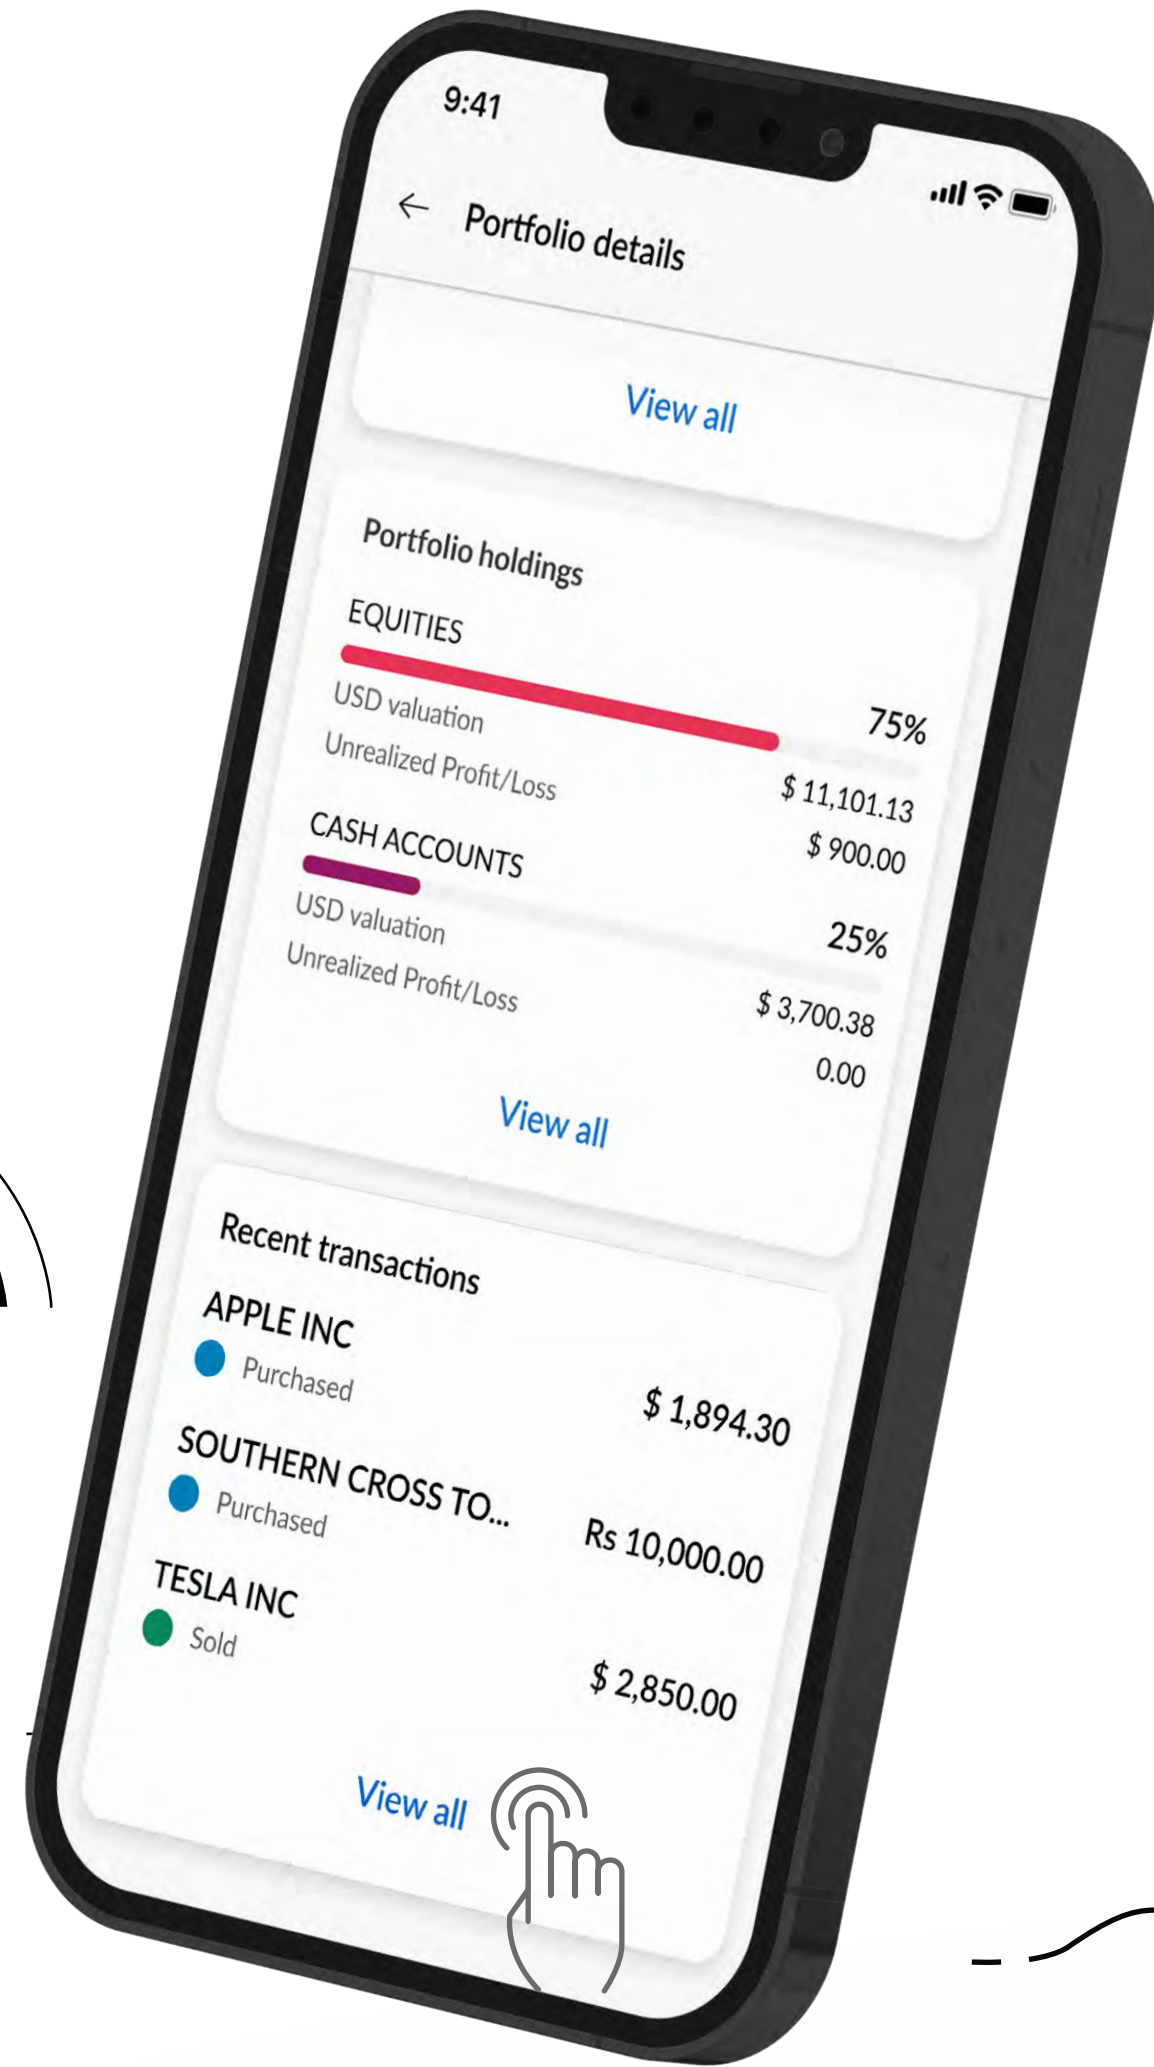 9:41
Portfolio details
View all
Portfolio holdings
EQUITIES
75%
USD valuation
$ 11,101.13
Unrealized Profit/Loss
$ 900.00
CASH ACCOUNTS
25%
USD valuation
$ 3,700.38
Unrealized Profit/Loss
0.00
View all
Recent transactions
APPLE INC
Purchased
$ 1,894.30
SOUTHERN CROSS TO...
Purchased
Rs 10,000.00
TESLA INC
Sold
$ 2,850.00
View all